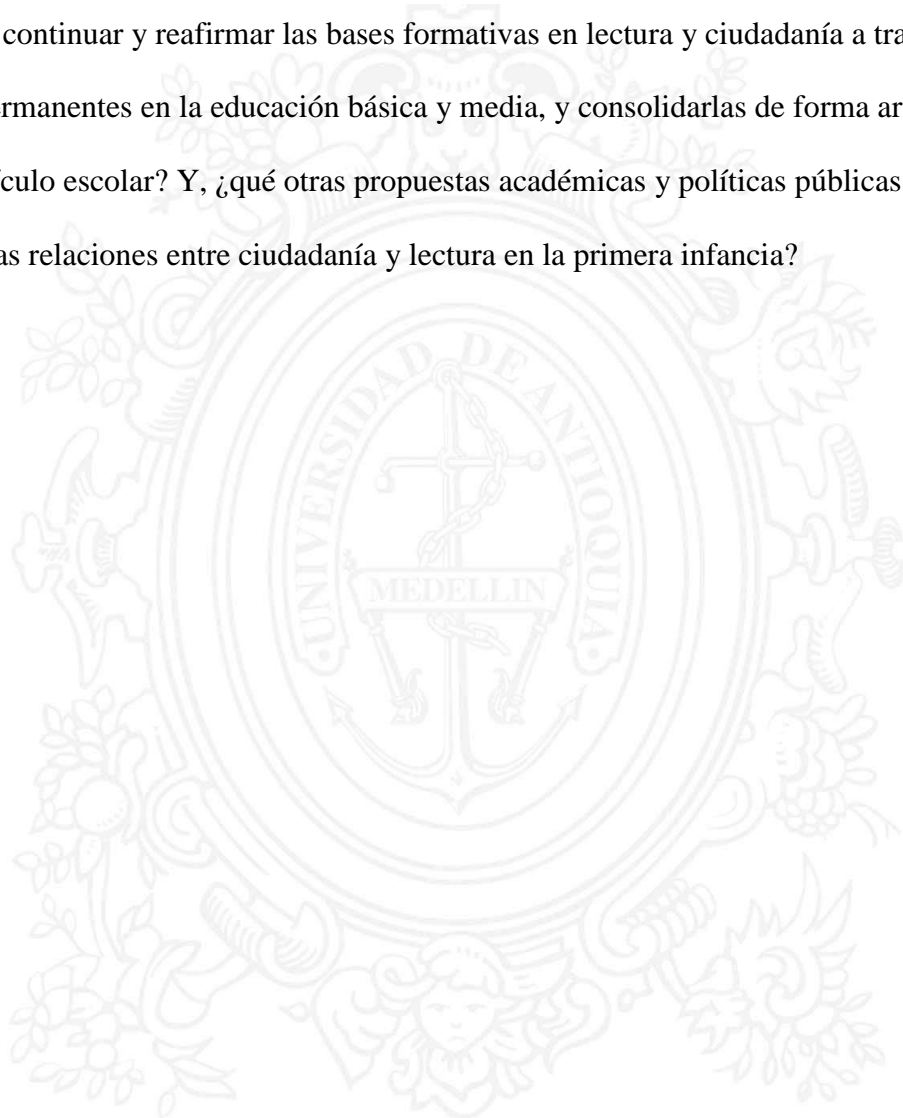 continuar y reafirmar las bases formativas en lectura y ciudadanía a tra
rmanentes en la educación básica y media, y consolidarlas de forma ar
culo escolar? Y, ¿qué otras propuestas académicas y políticas públicas
as relaciones entre ciudadanía y lectura en la primera infancia?
UNIVERSIDAD DE ANTIOQUIA
MEDELLIN